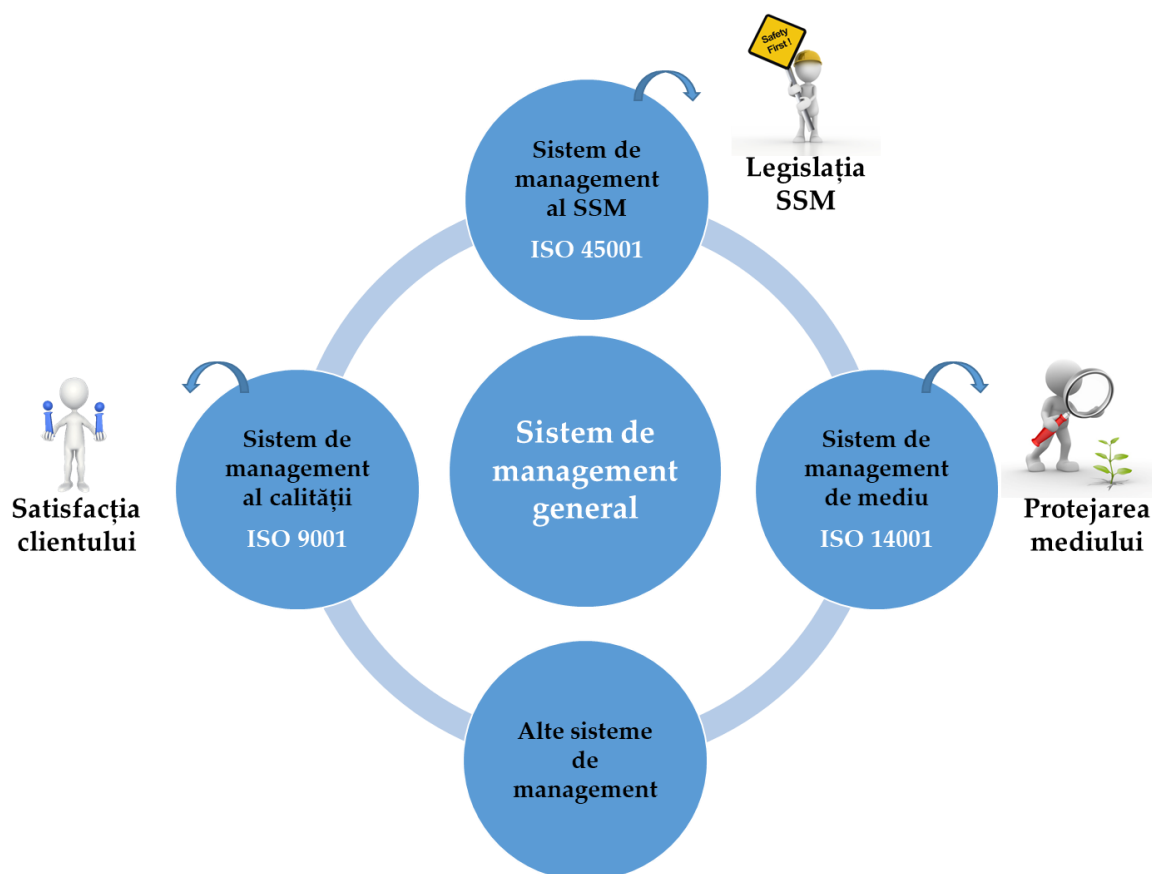 Safety
First !
Sistem de
management
al SSM
ISO 45001
Legislația
SSM
Satisfacția
clientului
Sistem de
management
al calității
ISO 9001
Sistem de
management
general
Sistem de
management
de mediu
ISO 14001
Protejarea
mediului
Alte sisteme
de
management